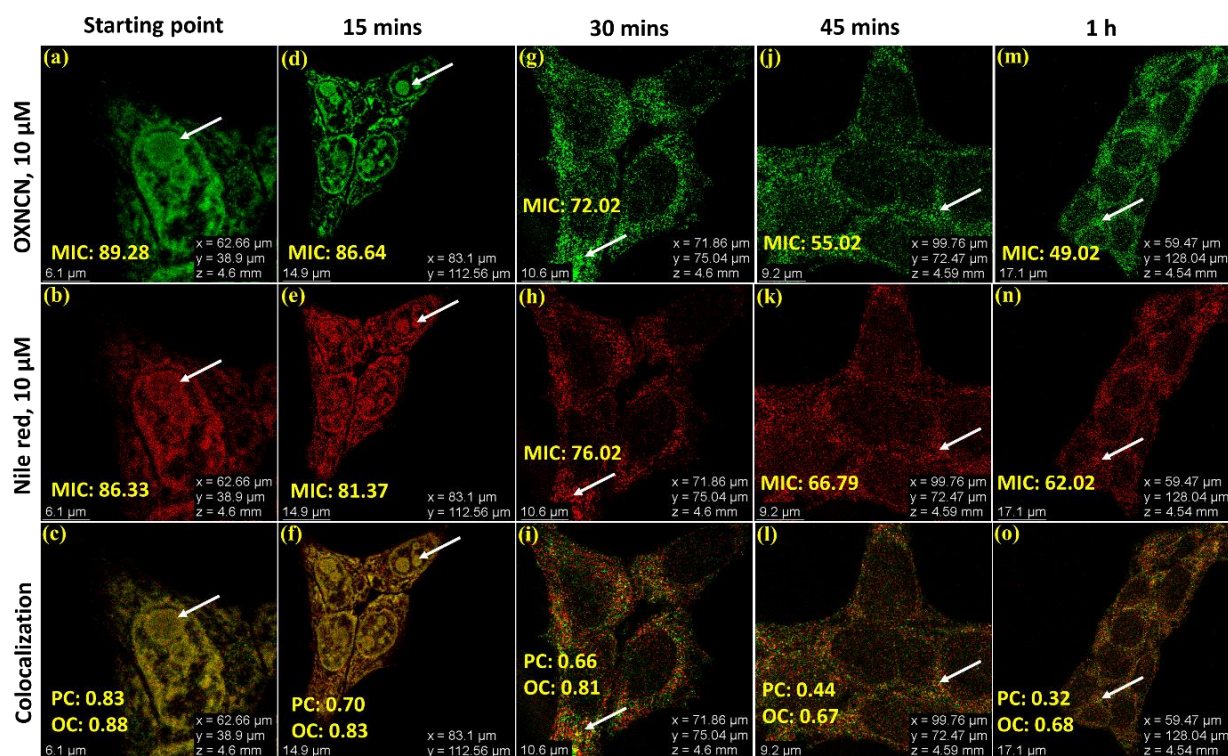 Starting point
15 mins
30 mins
45 mins
1 h
OXNCN, 10 µM
(a)
MIC: 89.28
6.1 µm
x = 62.66 µm
y = 38.9 µm
z = 4.6 mm
(d)
MIC: 86.64
14.9 µm
x = 83.1 µm
y = 112.56 µm
(g)
MIC: 72.02
10.6 µm
x = 71.86 µm
y = 75.04 µm
z = 4.6 mm
(j)
MIC: 55.02
9.2 µm
x = 99.76 µm
y = 72.47 µm
z = 4.59 mm
(m)
MIC: 49.02
17.1 µm
x = 59.47 µm
y = 128.04 µm
z = 4.54 mm
Nile red, 10 µM
(b)
MIC: 86.33
6.1 µm
x = 62.66 µm
y = 38.9 µm
z = 4.6 mm
(e)
MIC: 81.37
14.9 µm
x = 83.1 µm
y = 112.56 µm
(h)
MIC: 76.02
10.6 µm
x = 71.86 µm
y = 75.04 µm
z = 4.6 mm
(k)
MIC: 66.79
9.2 µm
x = 99.76 µm
y = 72.47 µm
z = 4.59 mm
(n)
MIC: 62.02
17.1 µm
x = 59.47 µm
y = 128.04 µm
z = 4.54 mm
Colocalization
(c)
PC: 0.83
OC: 0.88
6.1 µm
x = 62.66 µm
y = 38.9 µm
z = 4.6 mm
(f)
PC: 0.70
OC: 0.83
14.9 µm
x = 83.1 µm
y = 112.56 µm
(i)
PC: 0.66
OC: 0.81
10.6 µm
x = 71.86 µm
y = 75.04 µm
z = 4.6 mm
(l)
PC: 0.44
OC: 0.67
9.2 µm
x = 99.76 µm
y = 72.47 µm
z = 4.59 mm
(o)
PC: 0.32
OC: 0.68
17.1 µm
x = 59.47 µm
y = 128.04 µm
z = 4.54 mm